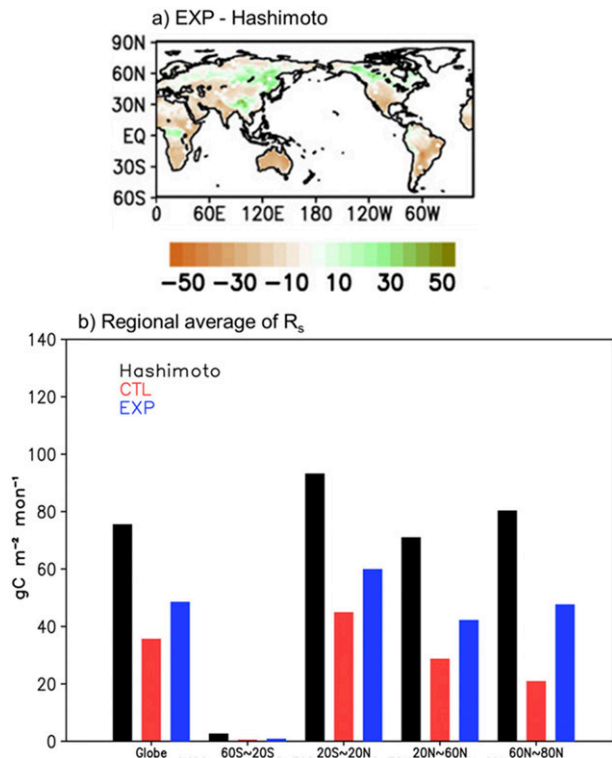 a) EXP - Hashimoto
90N
60N
30N
EQ
30S
60S
0 60E 120E 180 120W 60W
-50 -30 -10 10 30 50
b) Regional average of Rs
140
Hashimoto
CTL
EXP
120
100
80
60
40
20
0
gC m⁻² mon⁻¹
Globe 60S~20S 20S~20N 20N~60N 60N~80N